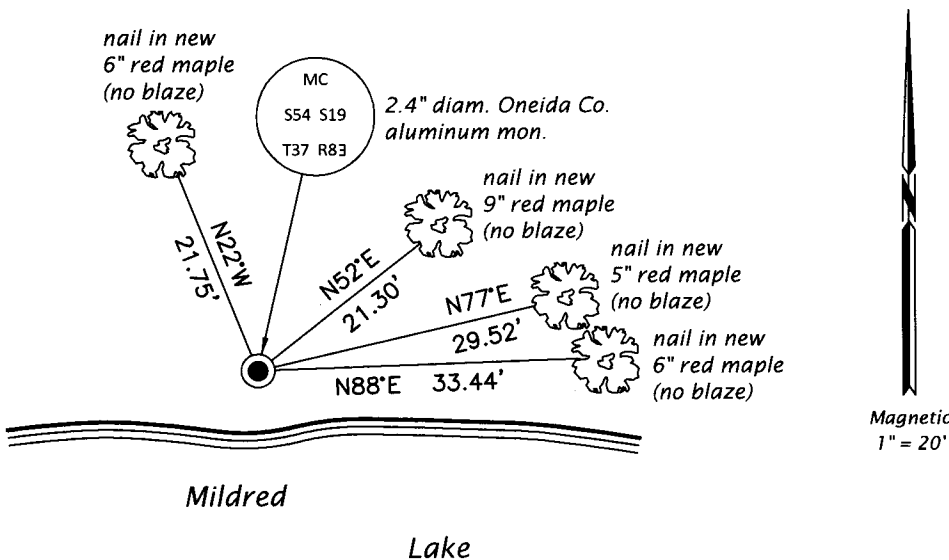 nail in new
6" red maple
(no blaze)
MC
S54 S19
T37 R83
2.4" diam. Oneida Co.
aluminum mon.
nail in new
9" red maple
(no blaze)
nail in new
5" red maple
(no blaze)
nail in new
6" red maple
(no blaze)
N22°W
21.75'
N52°E
21.30'
N77°E
29.52'
N88°E 33.44'
N
Magnetic
1" = 20'
Mildred
Lake